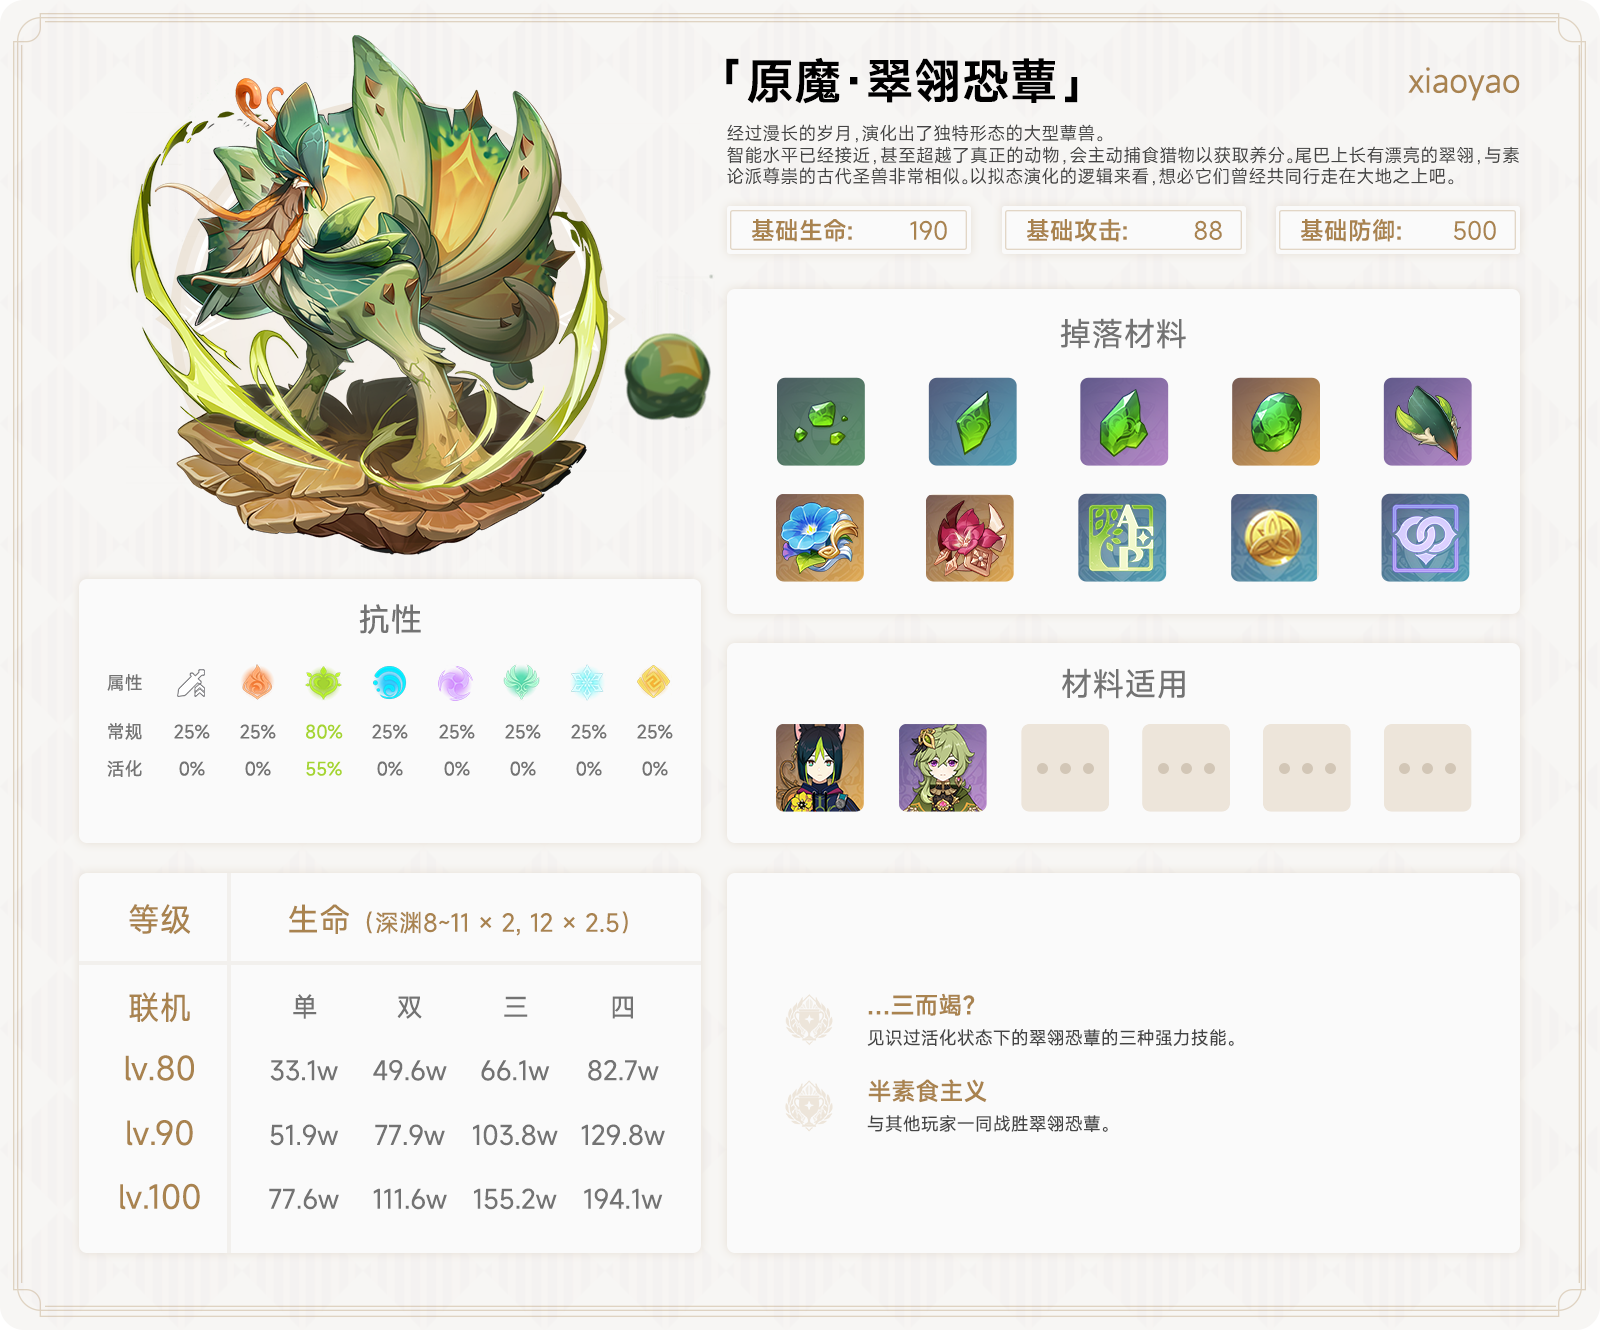 「原魔·翠翎恐蕈」
xiaoyao
经过漫长的岁月,演化出了独特形态的大型蕈兽。
智能水平已经接近,甚至超越了真正的动物,会主动捕食猎物以获取养分。尾巴上长有漂亮的翠翎,与素
论派尊崇的古代圣兽非常相似。以拟态演化的逻辑来看,想必它们曾经共同行走在大地之上吧。
基础生命: 190
基础攻击: 88
基础防御: 500
掉落材料
A
E
P
抗性
属性
常规 25% 25% 80% 25% 25% 25% 25% 25%
活化 0% 0% 55% 0% 0% 0% 0% 0%
材料适用
等级 生命 (深渊8~11 × 2, 12 × 2.5)
联机 单 双 三 四
lv.80 33.1w 49.6w 66.1w 82.7w
lv.90 51.9w 77.9w 103.8w 129.8w
lv.100 77.6w 111.6w 155.2w 194.1w
...三而竭?
见识过活化状态下的翠翎恐蕈的三种强力技能。
半素食主义
与其他玩家一同战胜翠翎恐蕈。